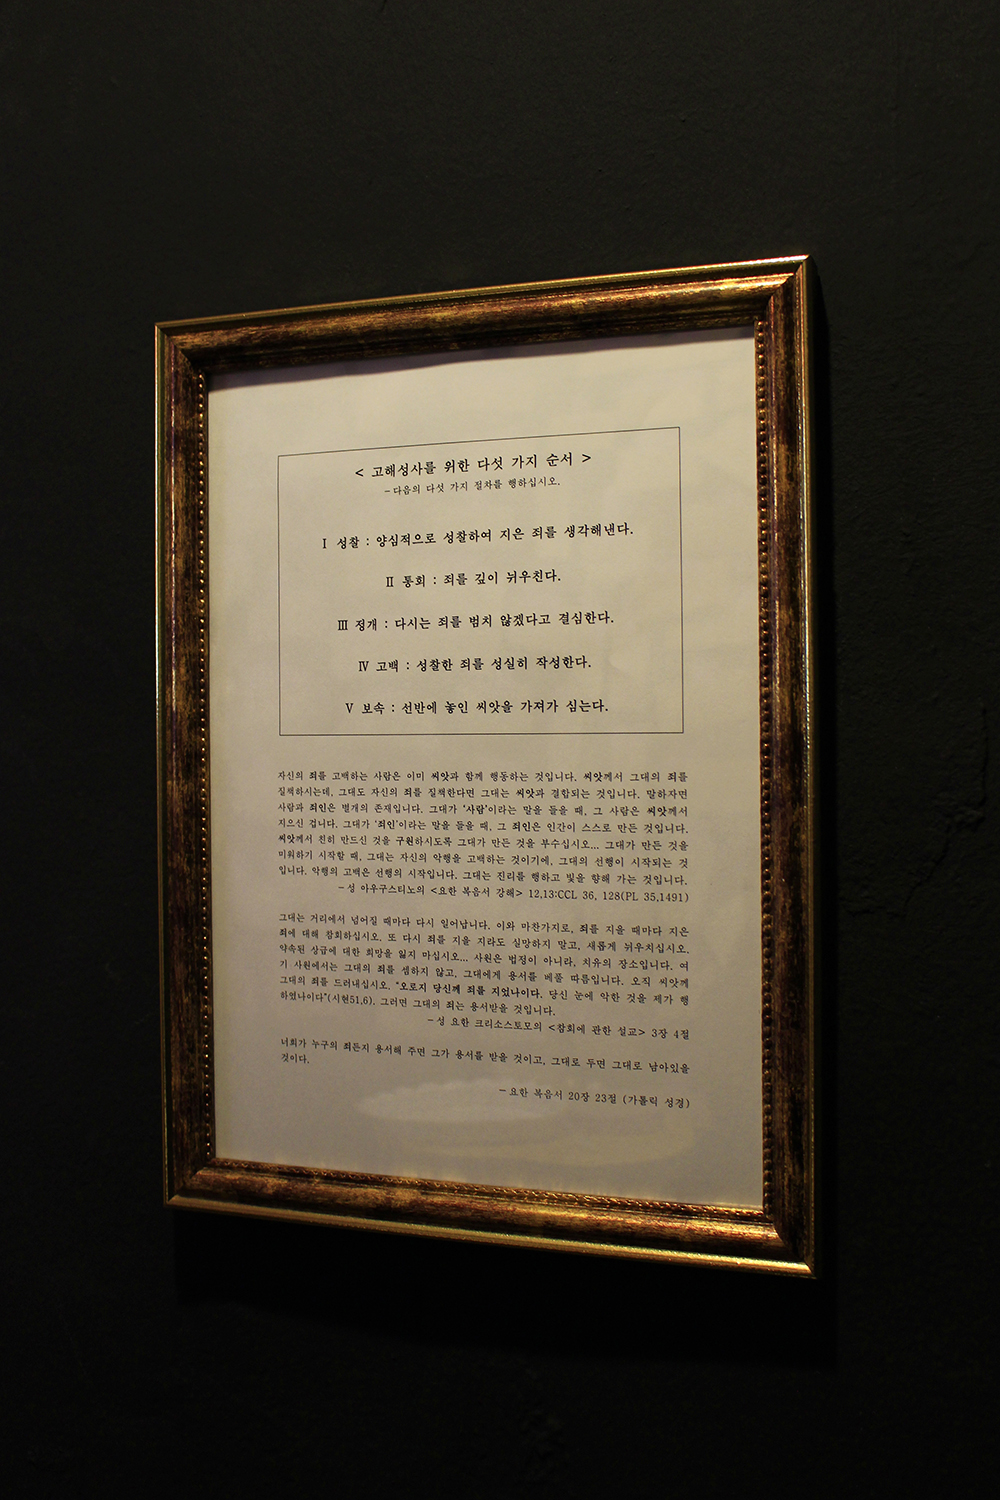 < 고해성사를 위한 다섯 가지 순서 >
-다음의 다섯 가지 절차를 행하십시오.
Ⅰ 성찰 : 양심적으로 성찰하여 지은 죄를 생각해낸다.
Ⅱ 통회 : 죄를 깊이 뉘우친다.
Ⅲ 정개 : 다시는 죄를 범치 않겠다고 결심한다.
Ⅳ 고백 : 성찰한 죄를 성실히 작성한다.
Ⅴ 보속 : 선반에 놓인 씨앗을 가져가 심는다.
자신의 죄를 고백하는 사람은 이미 씨앗과 함께 행동하는 것입니다. 씨앗께서 그대의 죄를
질책하시는데, 그대도 자신의 죄를 질책한다면 그대는 씨앗과 결합되는 것입니다. 말하자면
사람과 죄인은 별개의 존재입니다. 그대가 '사람'이라는 말을 들을 때, 그 사람은 씨앗께서
지으신 겁니다. 그대가 '죄인'이라는 말을 들을 때, 그 죄인은 인간이 스스로 만든 것입니다.
씨앗께서 친히 만드신 것을 구원하시도록 그대가 만든 것을 부수십시오... 그대가 만든 것을
미워하기 시작할 때, 그대는 자신의 악행을 고백하는 것이기에, 그대의 선행이 시작되는 것
입니다. 악행의 고백은 선행의 시작입니다. 그대는 진리를 행하고 빛을 향해 가는 것입니다.
-성 아우구스티노의 <요한 복음서 강해> 12,13:CCL 36, 128(PL 35,1491)
그대는 거리에서 넘어질 때마다 다시 일어납니다. 이와 마찬가지로, 죄를 지을 때마다 지은
죄에 대해 참회하십시오. 또 다시 죄를 지을 지라도 실망하지 말고, 새롭게 뉘우치십시오.
약속된 상급에 대한 희망을 잃지 마십시오... 사원은 법정이 아니라, 치유의 장소입니다. 여
기 사원에서는 그대의 죄를 셈하지 않고, 그대에게 용서를 베풀 따름입니다. 오직 씨앗께
그대의 죄를 드러내십시오. "오로지 당신께 죄를 지었나이다. 당신 눈에 악한 것을 제가 행
하였나이다"(시편51,6). 그러면 그대의 죄는 용서받을 것입니다.
-성 요한 크리소스토모의 <참회에 관한 설교> 3장 4절
너희가 누구의 죄든지 용서해 주면 그가 용서를 받을 것이고, 그대로 두면 그대로 남아있을
것이다.
-요한 복음서 20장 23절 (가톨릭 성경)